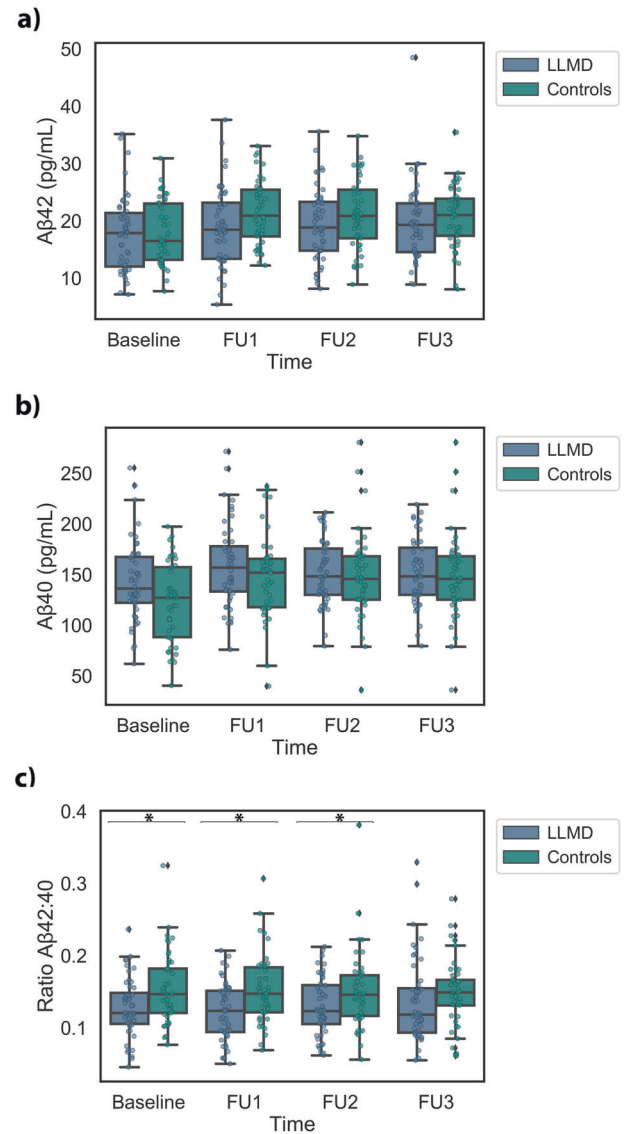 a)
50
40
30
20
10
Aβ42 (pg/mL)
LLMD
Controls
Baseline FU1 FU2 FU3
Time
b)
250
200
150
100
50
Aβ40 (pg/mL)
LLMD
Controls
Baseline FU1 FU2 FU3
Time
c)
0.4
0.3
0.2
0.1
Ratio Aβ42:40
* * *
LLMD
Controls
Baseline FU1 FU2 FU3
Time